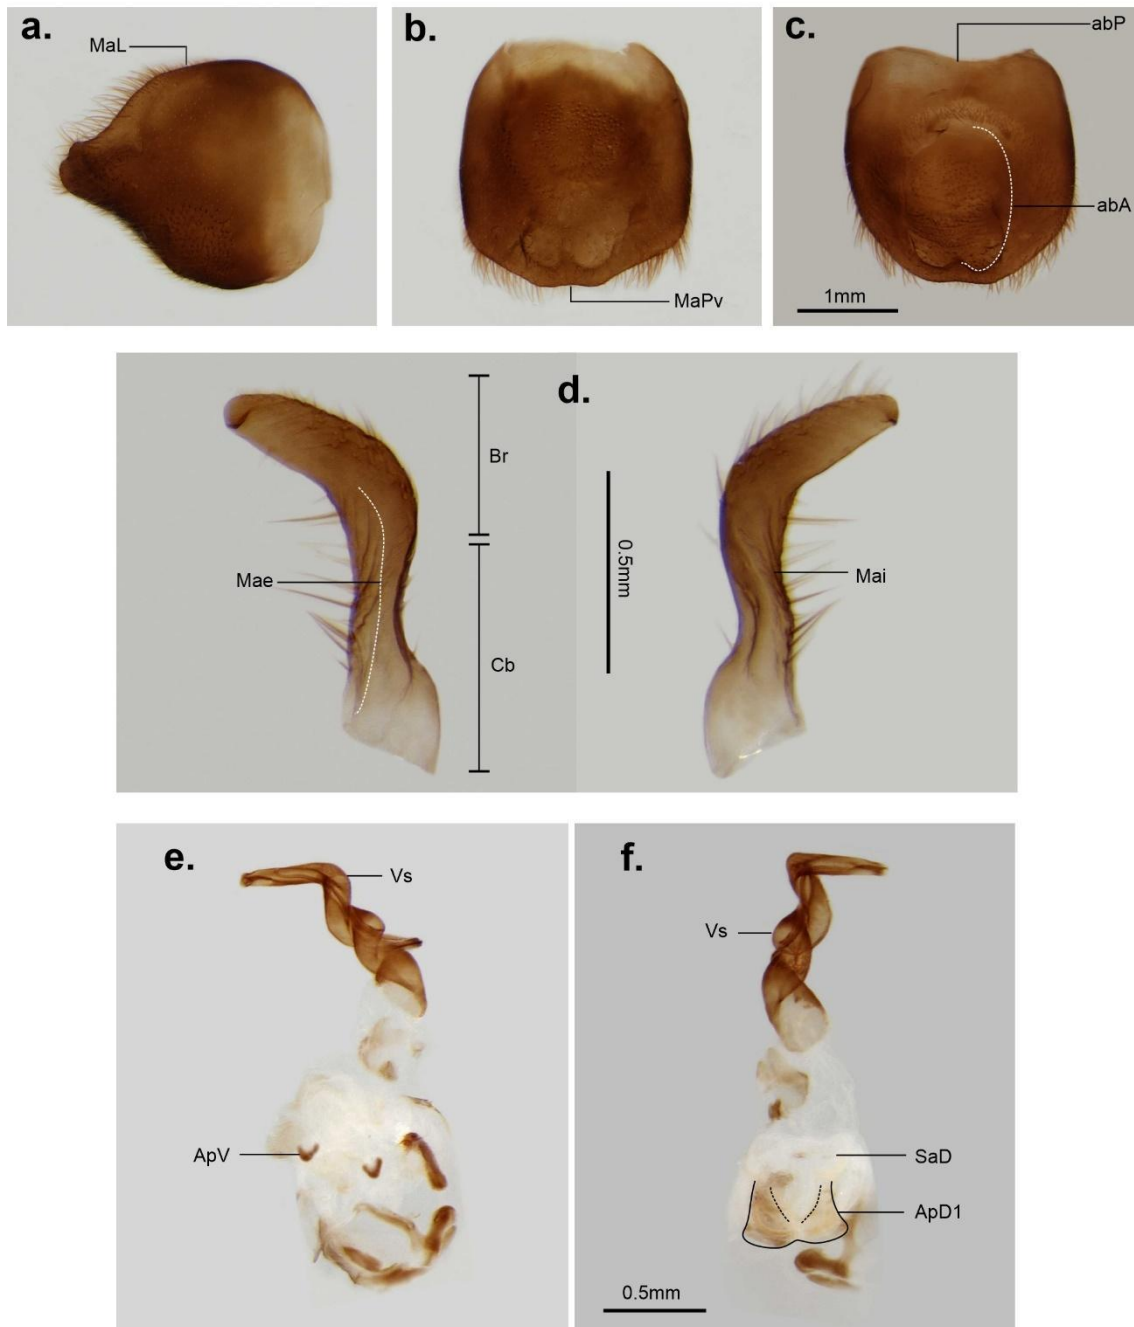 a.
MaL
b.
MaPv
c.
abP
abA
1mm
d.
Br
Mae
Cb
0.5mm
Mai
e.
Vs
ApV
f.
Vs
SaD
ApD1
0.5mm